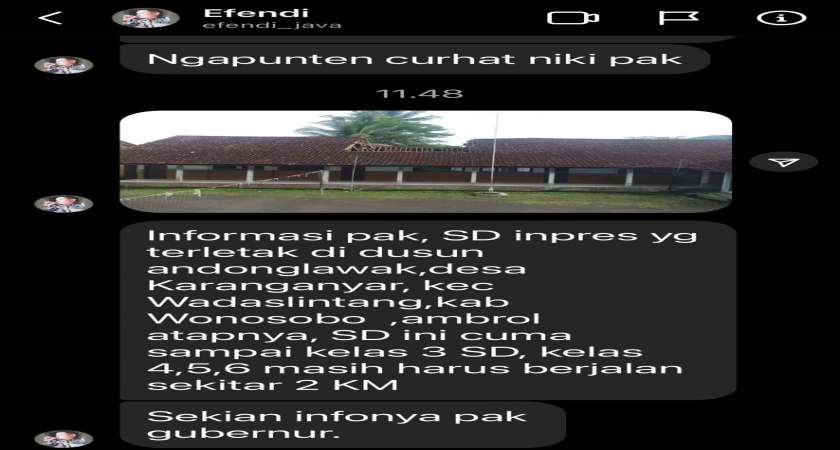 Efendi
efendi_java
Ngapunten curhat niki pak
11.48
Informasi pak, SD inpres yg
terletak di dusun
andonglawak,desa
Karanganyar, kec
Wadaslintang,kab
Wonosobo ,ambrol
atapnya, SD ini cuma
sampai kelas 3 SD, kelas
4,5,6 masih harus berjalan
sekitar 2 KM
Sekian infonya pak
gubernur.